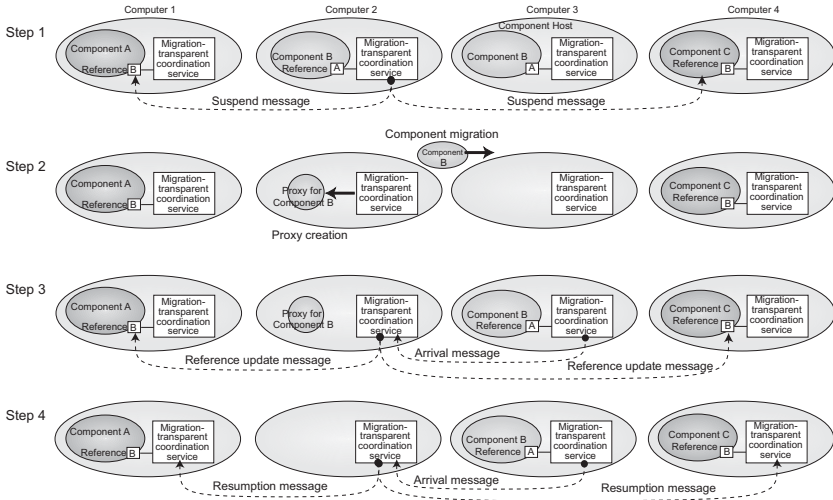 Computer 1
Computer 2
Computer 3
Computer 4
Step 1
Component A
Reference
B
Migration-
transparent
coordination
service
Component B
Reference
A
Migration-
transparent
coordination
service
Component Host
Component B
B
Migration-
transparent
coordination
service
Component C
Reference
B
Migration-
transparent
coordination
service
Suspend message
Suspend message
Component migration
Step 2
Component A
Reference
B
Migration-
transparent
coordination
service
Proxy for
Component B
Migration-
transparent
coordination
service
Component
B
Migration-
transparent
coordination
service
Component C
Reference
B
Migration-
transparent
coordination
service
Proxy creation
Step 3
Component A
Reference
B
Migration-
transparent
coordination
service
Proxy for
Component B
Migration-
transparent
coordination
service
Component B
Reference
A
Migration-
transparent
coordination
service
Component C
Reference
B
Migration-
transparent
coordination
service
Reference update message
Arrival message
Reference update message
Step 4
Component A
Reference
B
Migration-
transparent
coordination
service
Migration-
transparent
coordination
service
Component B
Reference
A
Migration-
transparent
coordination
service
Component C
Reference
B
Migration-
transparent
coordination
service
Resumption message
Arrival message
Resumption message